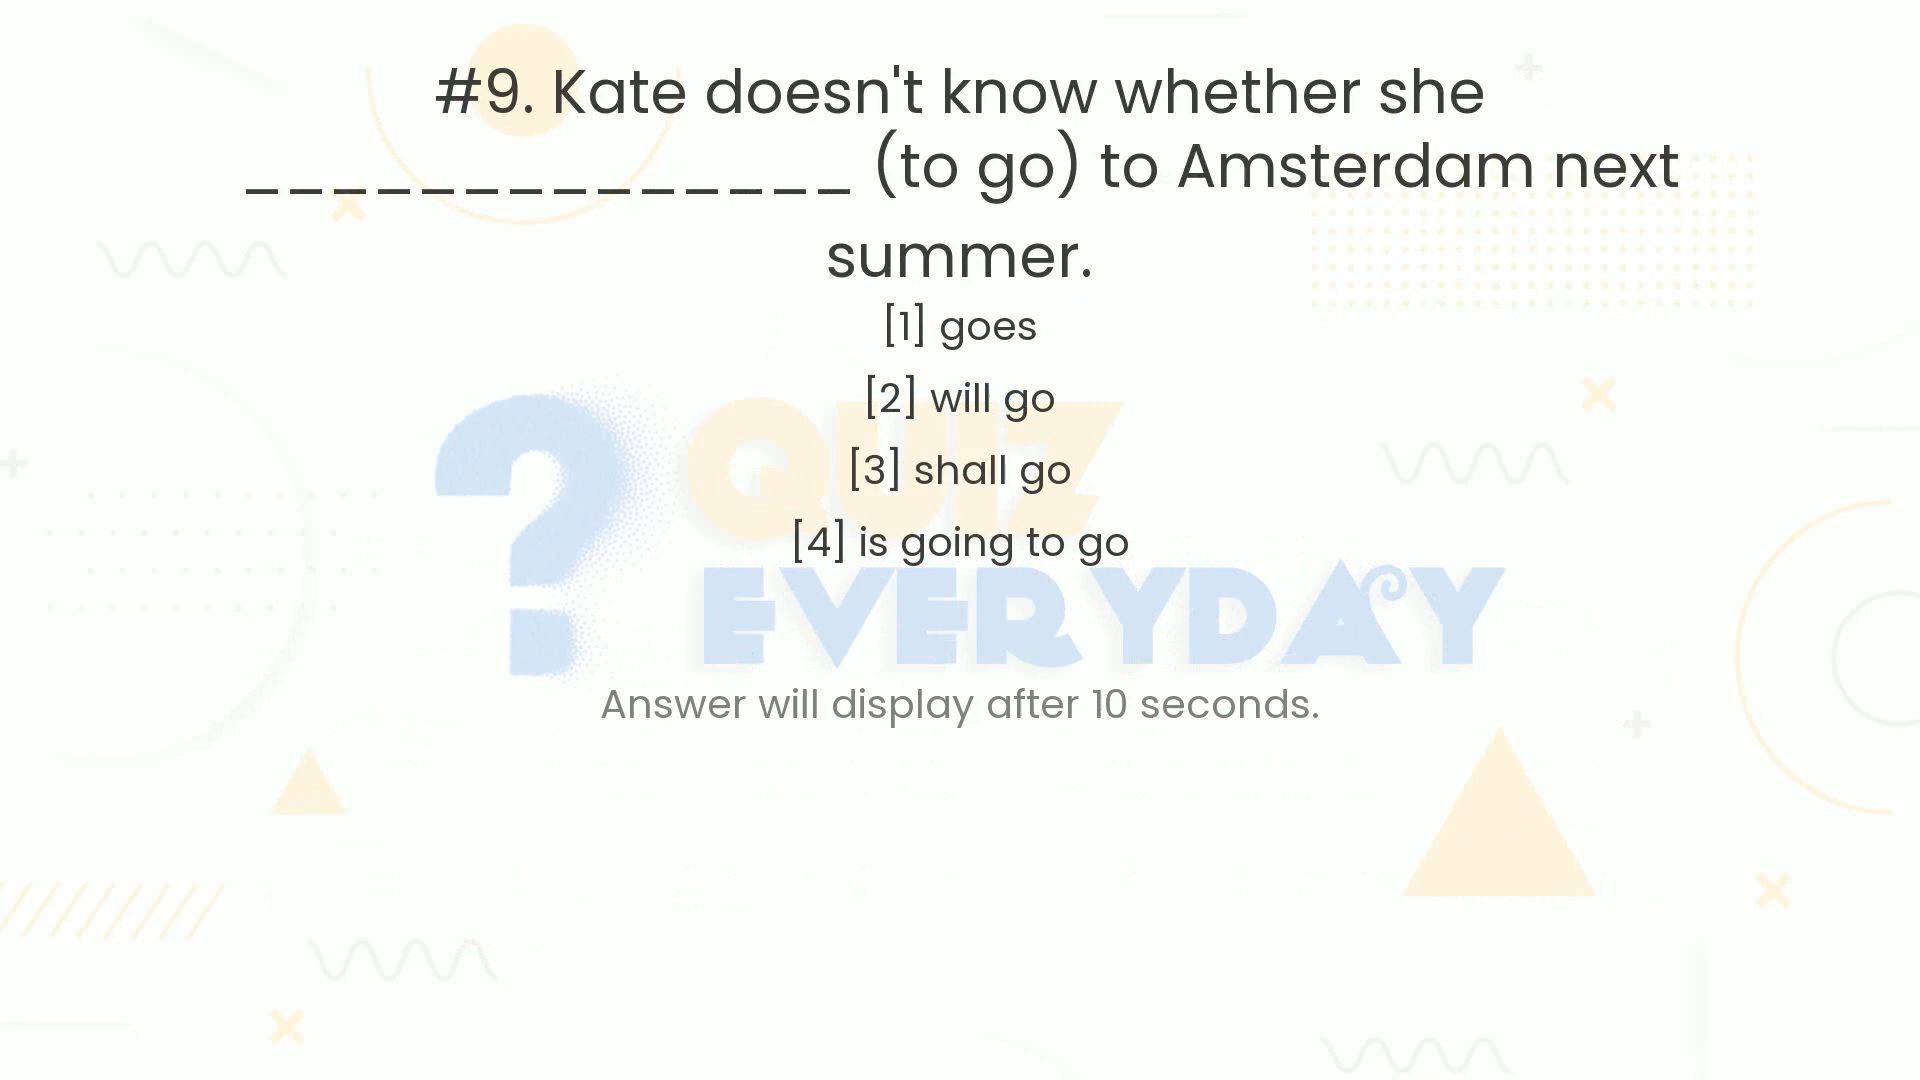 #9. Kate doesn't know whether she
______________ (to go) to Amsterdam next
summer.
[1] goes
[2] will go
[3] shall go
[4] is going to go
? QUIZ
EVERYDAY
Answer will display after 10 seconds.